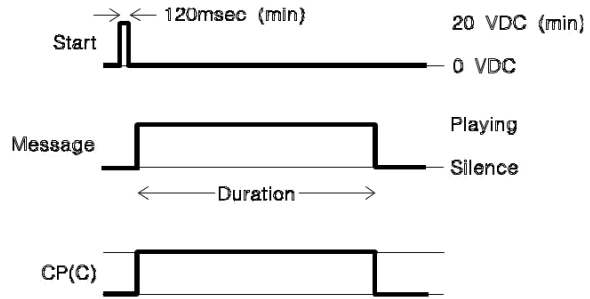 120msec (min)
20 VDC (min)
Start
0 VDC
Message
Playing
Silence
Duration
CP(C)